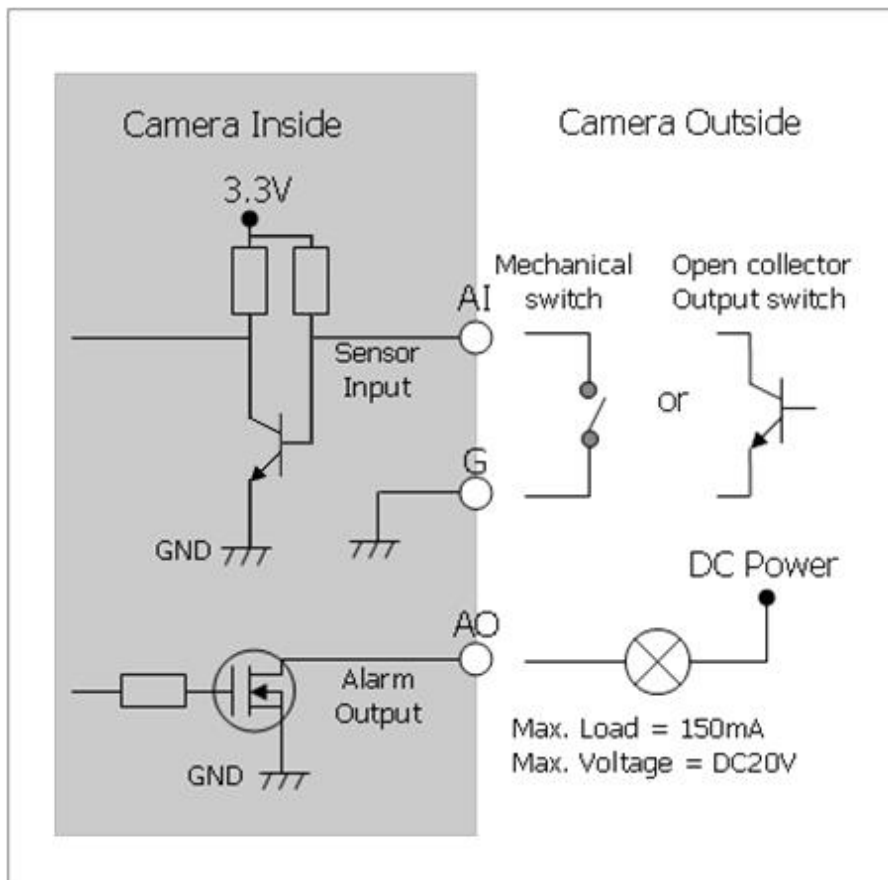 Camera Inside
Camera Outside
3.3V
AI
Sensor
Input
Mechanical
switch
Open collector
Output switch
or
G
GND
DC Power
AO
Alarm
Output
GND
Max. Load = 150mA
Max. Voltage = DC20V